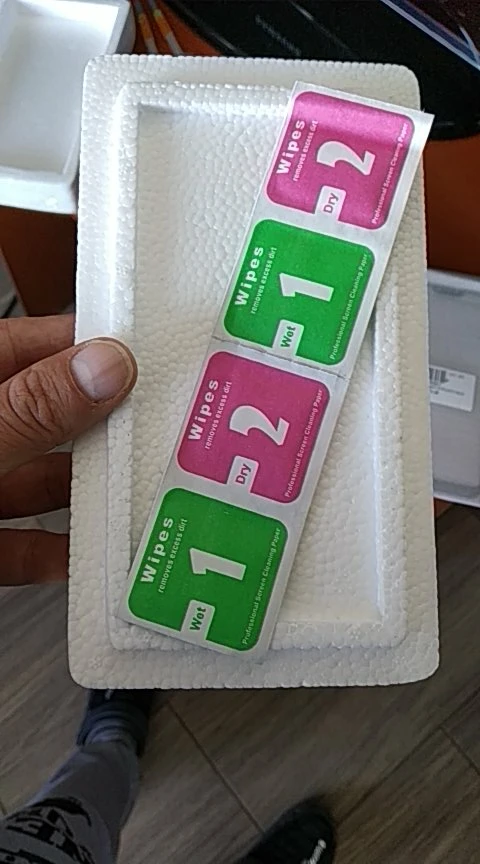 Wipes
removes excess dirt
2
Dry
Professional Screen Cleaning Paper
Wipes
removes excess dirt
1
Wet
Professional Screen Cleaning Paper
Wipes
removes excess dirt
2
Dry
Professional Screen Cleaning Paper
Wipes
removes excess dirt
1
Wet
Professional Screen Cleaning Paper